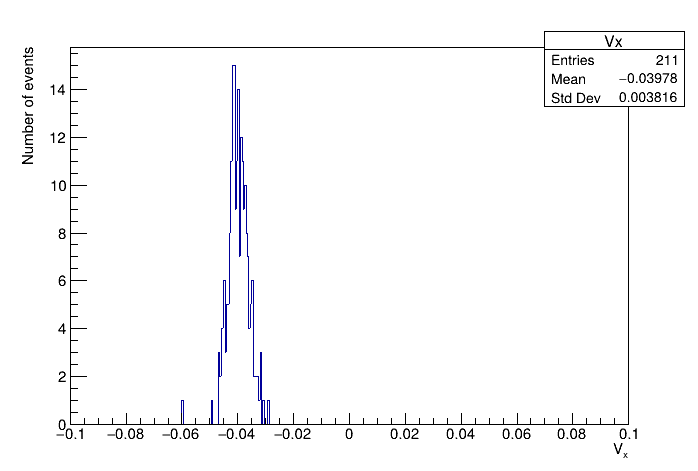 Vx
Entries 211
Mean −0.03978
Std Dev 0.003816
Number of events
14
12
10
8
6
4
2
0
−0.1 −0.08 −0.06 −0.04 −0.02 0 0.02 0.04 0.06 0.08 0.1
Vx